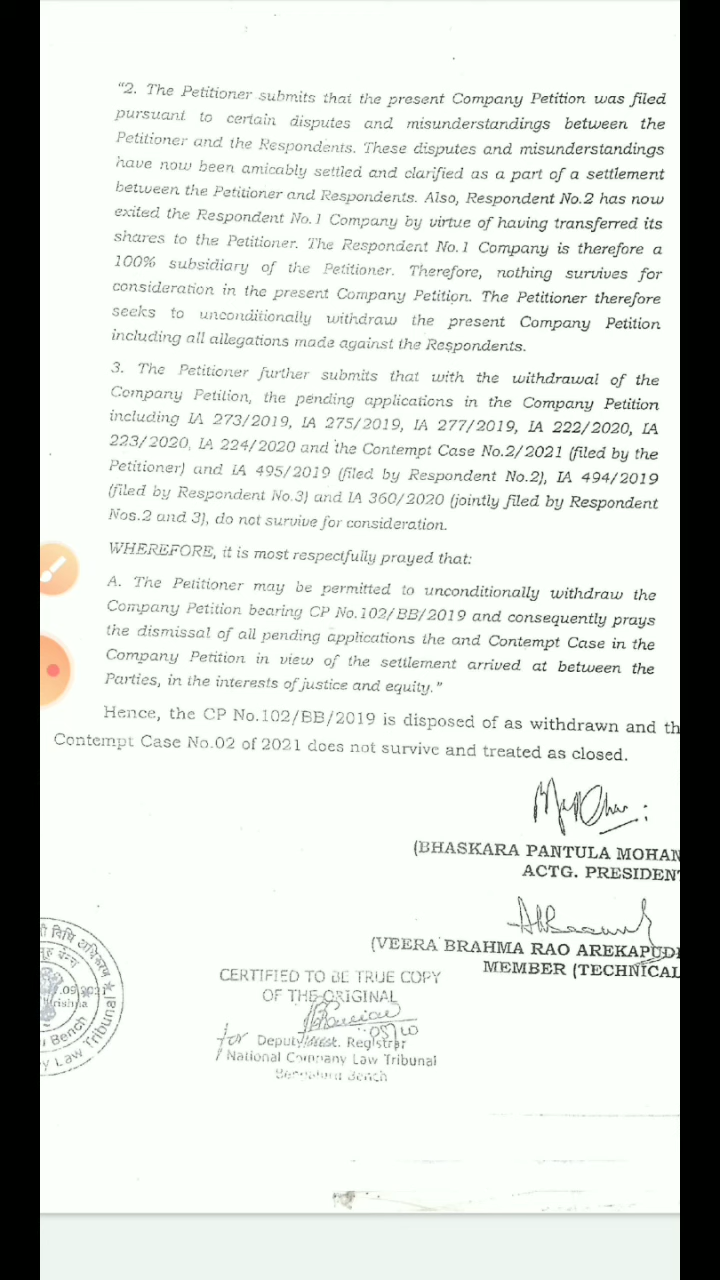 "2. The Petitioner submits that the present Company Petition was filed
pursuant to certain disputes and misunderstandings between the
Petitioner and the Respondents. These disputes and misunderstandings
have now been amicably settled and clarified as a part of a settlement
between the Petitioner and Respondents. Also, Respondent No.2 has now
exited the Respondent No.1 Company by virtue of having transferred its
shares to the Petitioner. The Respondent No.1 Company is therefore a
100% subsidiary of the Petitioner. Therefore, nothing survives for
consideration in the present Company Petition. The Petitioner therefore
seeks to unconditionally withdraw the present Company Petition
including all allegations made against the Respondents.
3. The Petitioner further submits that with the withdrawal of the
Company Petition, the pending applications in the Company Petition
including IA 273/2019, IA 275/2019, IA 277/2019, IA 222/2020, IA
223/2020, IA 224/2020 and the Contempt Case No.2/2021 (filed by the
Petitioner) and IA 495/2019 (filed by Respondent No.2), IA 494/2019
(filed by Respondent No.3) and IA 360/2020 (jointly filed by Respondent
Nos.2 and 3), do not survive for consideration.
WHEREFORE, it is most respectfully prayed that:
A. The Petitioner may be permitted to unconditionally withdraw the
Company Petition bearing CP No.102/BB/2019 and consequently prays
the dismissal of all pending applications the and Contempt Case in the
Company Petition in view of the settlement arrived at between the
Parties, in the interests of justice and equity."
Hence, the CP No.102/BB/2019 is disposed of as withdrawn and th
Contempt Case No.02 of 2021 does not survive and treated as closed.
(BHASKARA PANTULA MOHAN
ACTG. PRESIDENT
(VEERA BRAHMA RAO AREKAPUDI
MEMBER (TECHNICAL
CERTIFIED TO BE TRUE COPY
OF THE ORIGINAL
05/10
for Deputy/Asst. Registrar
National Company Law Tribunal
Bengaluru Bench
विधि अधिकरण
.09.2021
Bench
y Law Tribunal